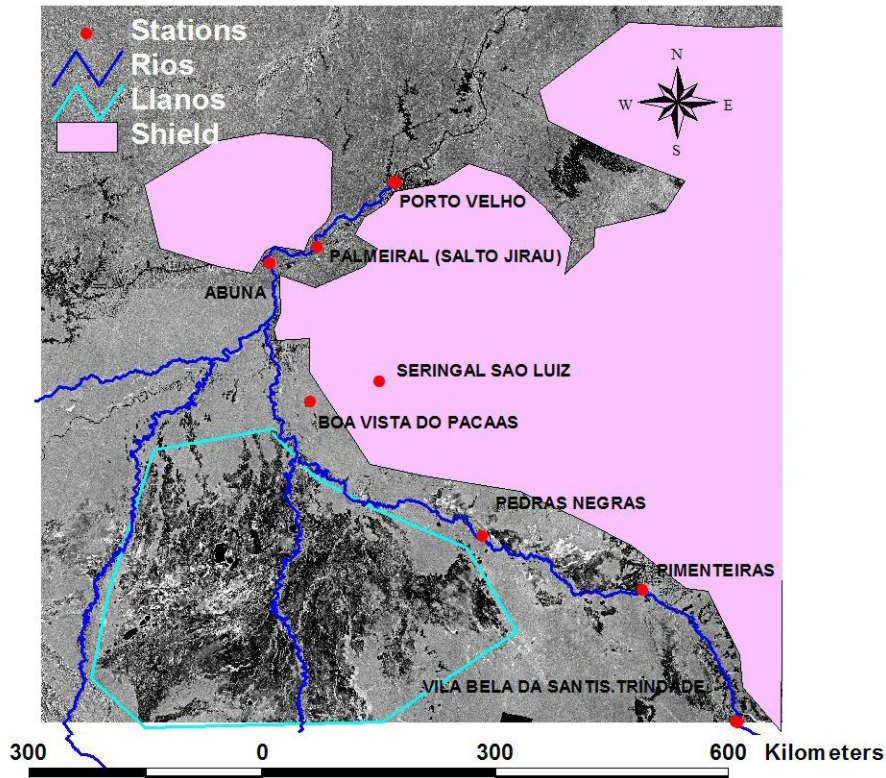 Stations
Rios
Llanos
Shield
N
W
E
S
PORTO VELHO
PALMEIRAL (SALTO JIRAU)
ABUNA
SERINGAL SAO LUIZ
BOA VISTA DO PACAAS
PEDRAS NEGRAS
PIMENTEIRAS
VILA BELA DA SANTIS.TRINDADE
300 0 300 600 Kilometers